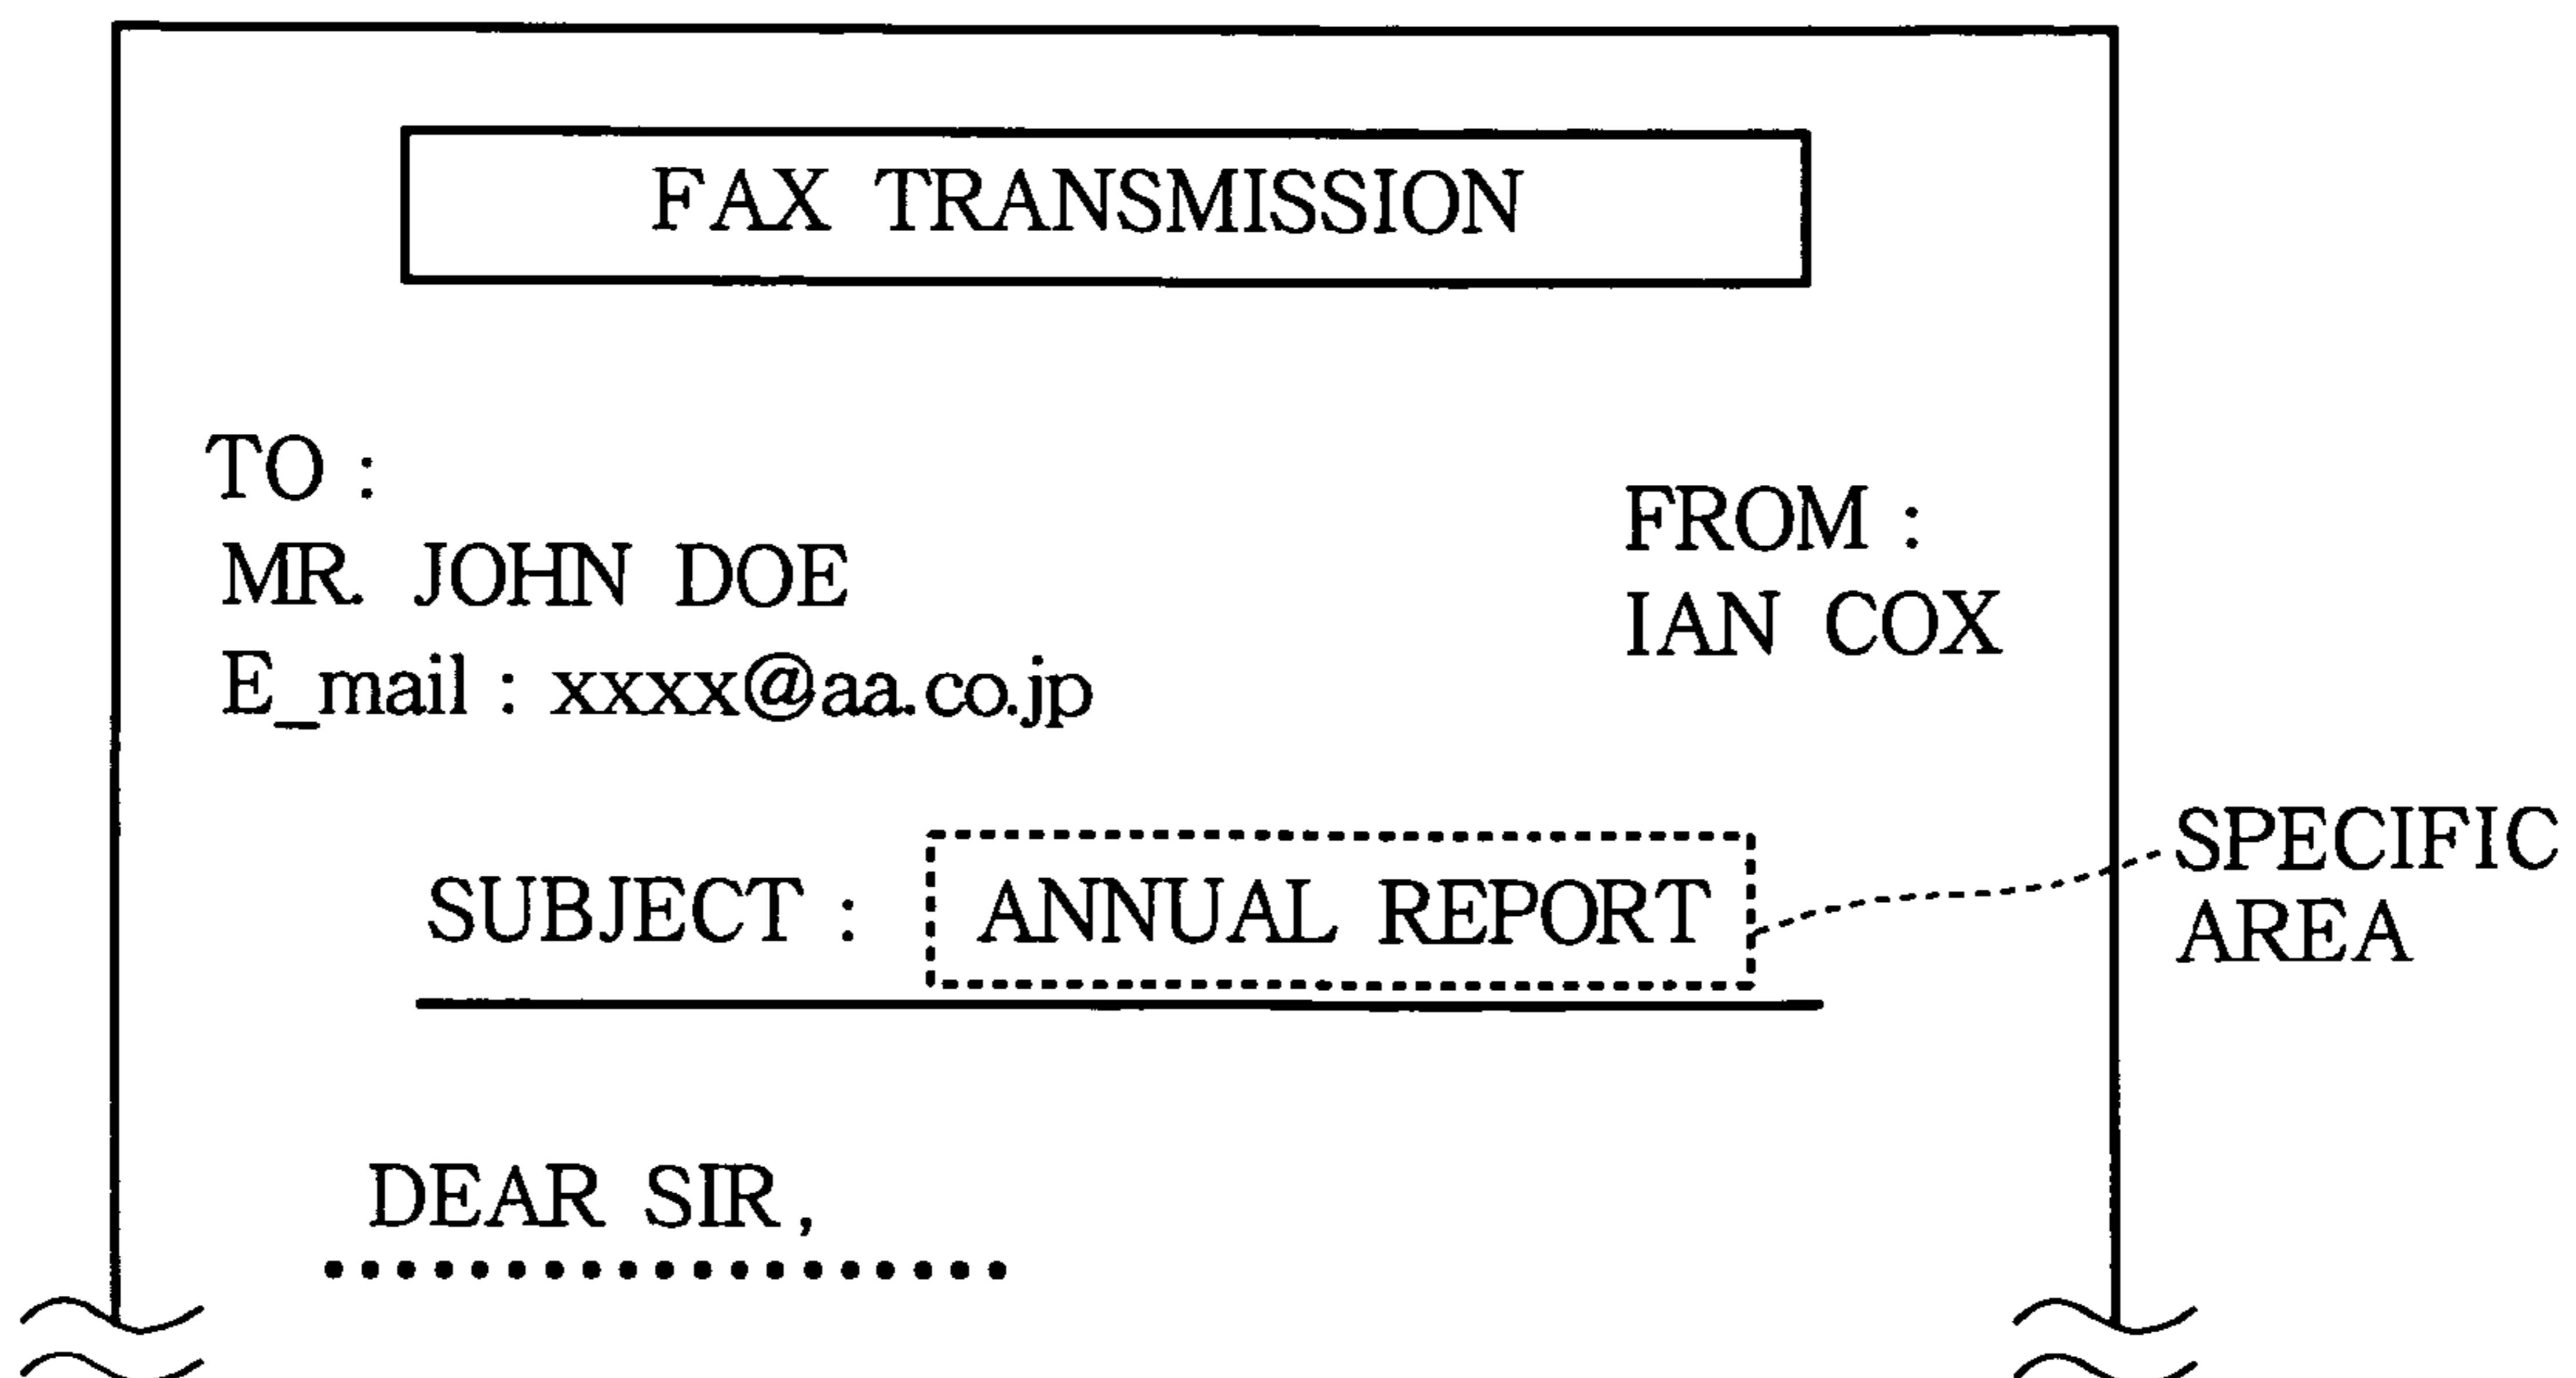 FAX TRANSMISSION
TO :
MR. JOHN DOE
E_mail : xxxx@aa.co.jp
FROM :
IAN COX
SUBJECT : ANNUAL REPORT
SPECIFIC
AREA
DEAR SIR,